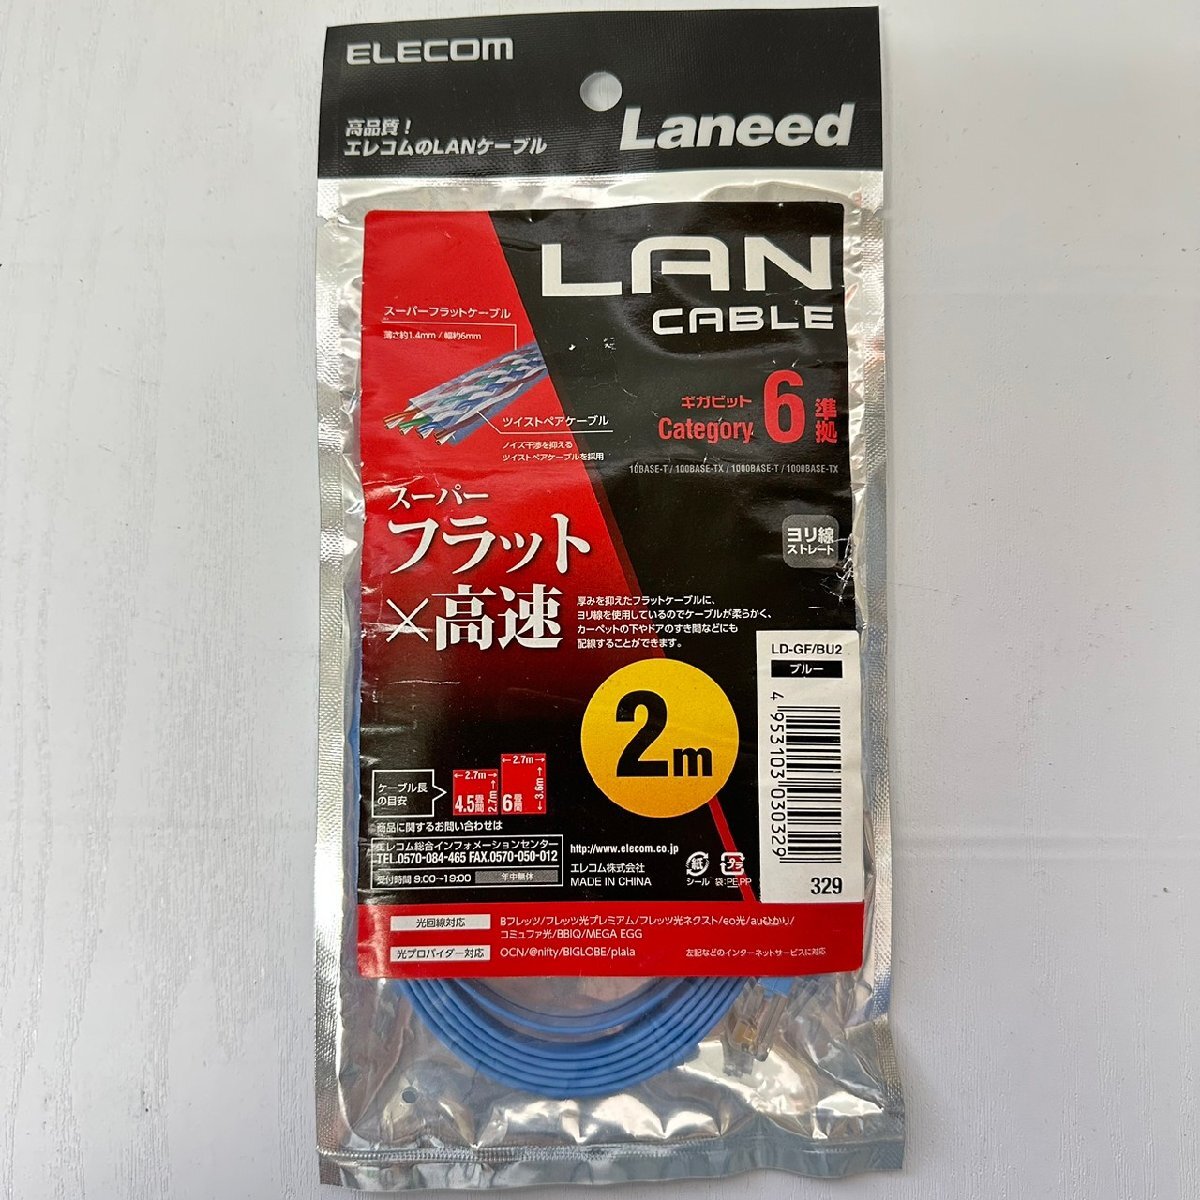 ELECOM
高品質!
エレコムのLANケーブル
Laneed
LAN
CABLE
スーパーフラットケーブル
薄さ約1.4mm/幅約6mm
ツイストペアケーブル
ノイズ干渉を抑える
ツイストペアケーブルを採用
ギガビット
Category 6 準拠
10BASE-T / 100BASE-TX / 1000BASE-T / 1000BASE-TX
スーパー
フラット
×高速
ヨリ線
ストレート
厚みを抑えたフラットケーブルに、
ヨリ線を使用しているのでケーブルが柔らかく、
カーペットの下やドアのすき間などにも
配線することができます。
LD-GF/BU2
ブルー
4 953103 030329
329
2m
ケーブル長
の目安
2.7m
4.5畳間
2.7m
2.7m
6畳間
3.6m
商品に関するお問い合わせは
エレコム総合インフォメーションセンター
TEL.0570-084-465 FAX.0570-050-012
受付時間 9:00→19:00 年中無休
http://www.elecom.co.jp
エレコム株式会社
MADE IN CHINA
紙
シール
プラ
袋:PE,PP
光回線対応
Bフレッツ/フレッツ光プレミアム/フレッツ光ネクスト/eo光/auひかり/
コミュファ光/BBIQ/MEGA EGG
光プロバイダー対応
OCN/@nifty/BIGLOBE/plala
左記などのインターネットサービスに対応